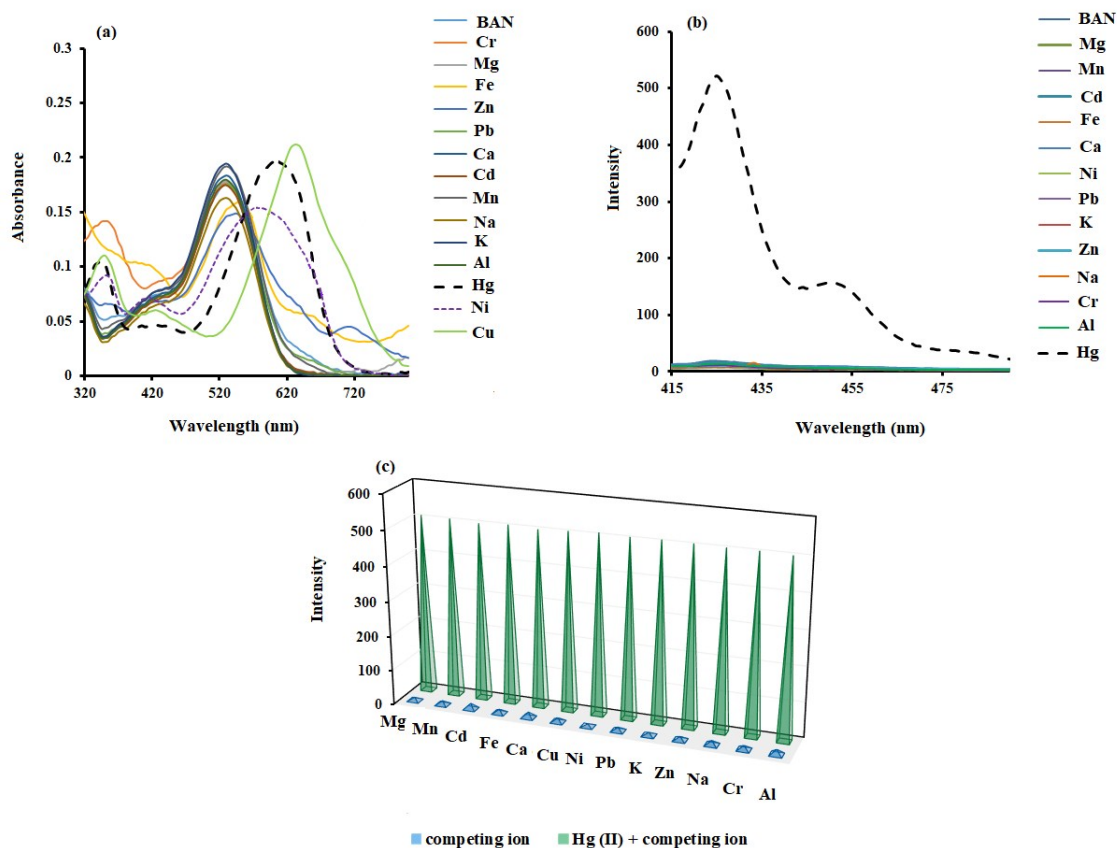 (a)
Absorbance
0.3
0.25
0.2
0.15
0.1
0.05
0
320
420
520
620
720
Wavelength (nm)
BAN
Cr
Mg
Fe
Zn
Pb
Ca
Cd
Mn
Na
K
Al
Hg
Ni
Cu
(b)
Intensity
600
500
400
300
200
100
0
415
435
455
475
Wavelength (nm)
BAN
Mg
Mn
Cd
Fe
Ca
Ni
Pb
K
Zn
Na
Cr
Al
Hg
(c)
Intensity
600
500
400
300
200
100
0
Mg
Mn
Cd
Fe
Ca
Cu
Ni
Pb
K
Zn
Na
Cr
Al
competing ion
Hg (II) + competing ion